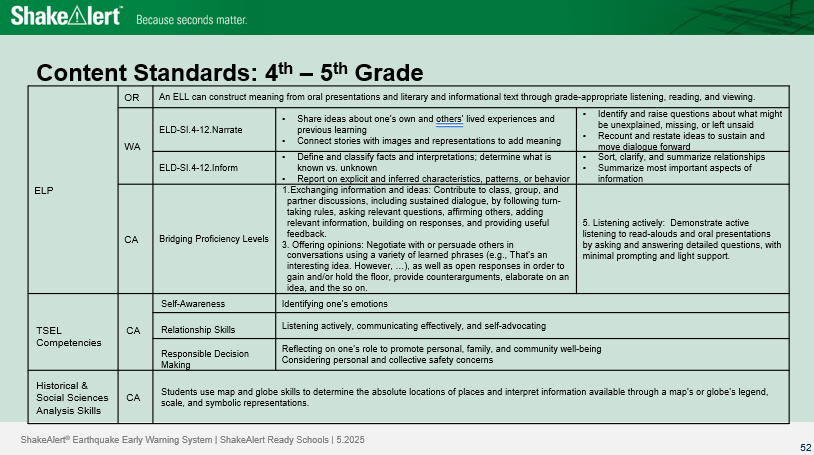 ShakeAlert™ Because seconds matter.
Content Standards: 4th – 5th Grade
ELP
OR
An ELL can construct meaning from oral presentations and literary and informational text through grade-appropriate listening, reading, and viewing.
WA
ELD-SI.4-12.Narrate
• Share ideas about one's own and others' lived experiences and
previous learning
• Connect stories with images and representations to add meaning
• Identify and raise questions about what might
be unexplained, missing, or left unsaid
• Recount and restate ideas to sustain and
move dialogue forward
ELD-SI.4-12.Inform
• Define and classify facts and interpretations; determine what is
known vs. unknown
• Report on explicit and inferred characteristics, patterns, or behavior
• Sort, clarify, and summarize relationships
• Summarize most important aspects of
information
CA
Bridging Proficiency Levels
1.Exchanging information and ideas: Contribute to class, group, and
partner discussions, including sustained dialogue, by following turn-
taking rules, asking relevant questions, affirming others, adding
relevant information, building on responses, and providing useful
feedback.
3. Offering opinions: Negotiate with or persuade others in
conversations using a variety of learned phrases (e.g., That's an
interesting idea. However, …), as well as open responses in order to
gain and/or hold the floor, provide counterarguments, elaborate on an
idea, and the so on.
5. Listening actively: Demonstrate active
listening to read-alouds and oral presentations
by asking and answering detailed questions, with
minimal prompting and light support.
TSEL
Competencies
CA
Self-Awareness
Identifying one's emotions
Relationship Skills
Listening actively, communicating effectively, and self-advocating
Responsible Decision
Making
Reflecting on one's role to promote personal, family, and community well-being
Considering personal and collective safety concerns
Historical &
Social Sciences
Analysis Skills
CA
Students use map and globe skills to determine the absolute locations of places and interpret information available through a map's or globe's legend,
scale, and symbolic representations.
ShakeAlert® Earthquake Early Warning System | ShakeAlert Ready Schools | 5.2025
52